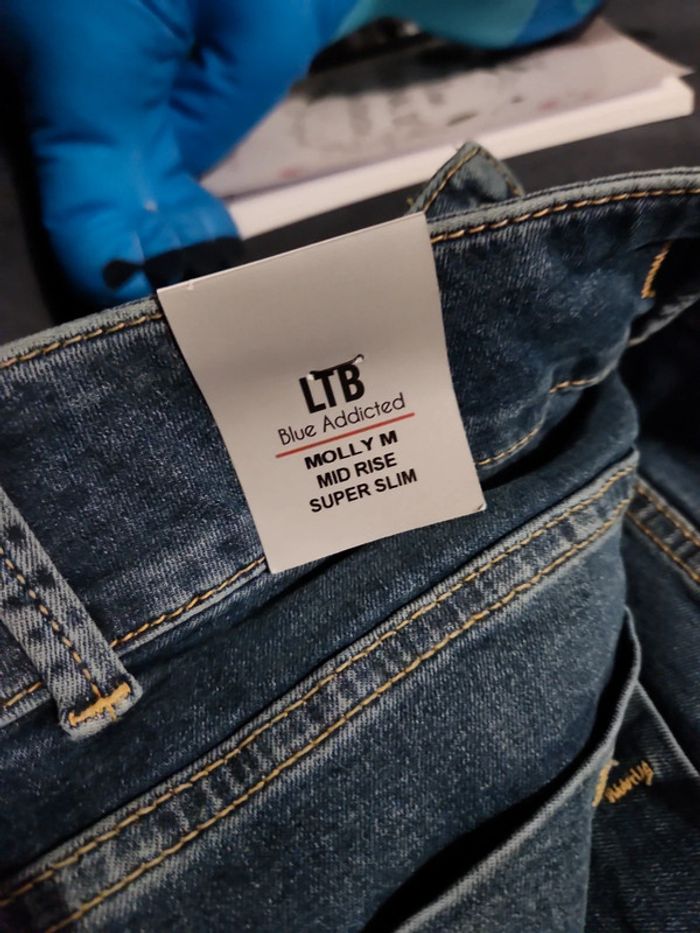 LTB
Blue Addicted
MOLLY M
MID RISE
SUPER SLIM